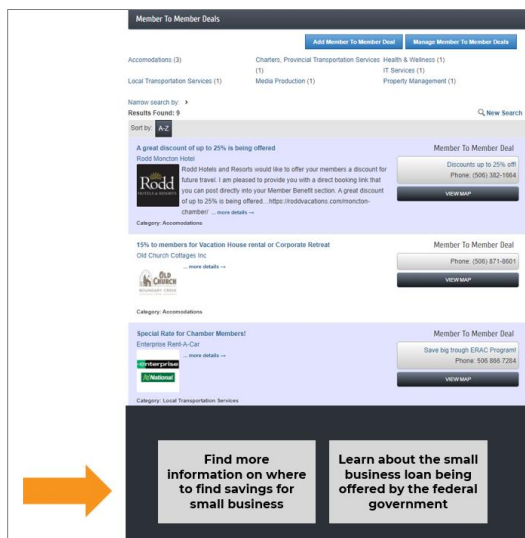 Member To Member Deals
Add Member To Member Deal
Manage Member To Member Deals
Accomodations (3)
Charters, Provincial Transportation Services (1)
Health & Wellness (1)
IT Services (1)
Local Transportation Services (1)
Media Production (1)
Property Management (1)
Narrow search by:
Results Found: 9
New Search
Sort by: A-Z
A great discount of up to 25% is being offered
Rodd Moncton Hotel
Rodd
HOTELS & RESORTS
Rodd Hotels and Resorts would like to offer your members a discount for
future travel. I am pleased to provide you with a direct booking link that
you can post directly into your Member Benefit section. A great discount
of up to 25% is being offered. . .https://roddvacations.com/moncton-
chamber/ ... more details →
Category: Accomodations
Member To Member Deal
Discounts up to 25% off!
Phone: (506) 382-1664
VIEW MAP
15% to members for Vacation House rental or Corporate Retreat
Old Church Cottages Inc
OLD CHURCH
BOUNDARY CREEK
... more details →
Category: Accomodations
Member To Member Deal
Phone: (506) 871-8601
VIEW MAP
Special Rate for Chamber Members!
Enterprise Rent-A-Car
enterprise
National
... more details →
Category: Local Transportation Services
Member To Member Deal
Save big trough ERAC Program!
Phone: 506 866 7284
VIEW MAP
Find more
information on where
to find savings for
small business
Learn about the small
business loan being
offered by the federal
government